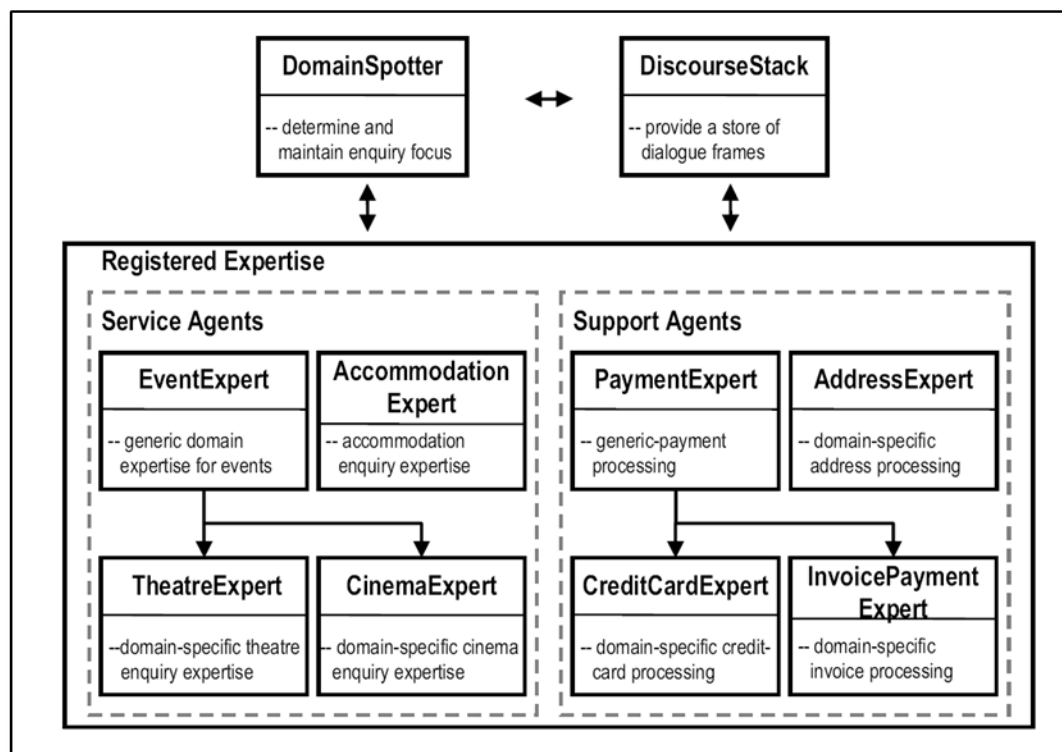 DomainSpotter
-- determine and
maintain enquiry focus
DiscourseStack
-- provide a store of
dialogue frames
Registered Expertise
Service Agents
EventExpert
-- generic domain
expertise for events
Accommodation
Expert
-- accommodation
enquiry expertise
TheatreExpert
--domain-specific theatre
enquiry expertise
CinemaExpert
-- domain-specific cinema
enquiry expertise
Support Agents
PaymentExpert
-- generic-payment
processing
AddressExpert
-- domain-specific
address processing
CreditCardExpert
-- domain-specific credit-
card processing
InvoicePayment
Expert
-- domain-specific
invoice processing